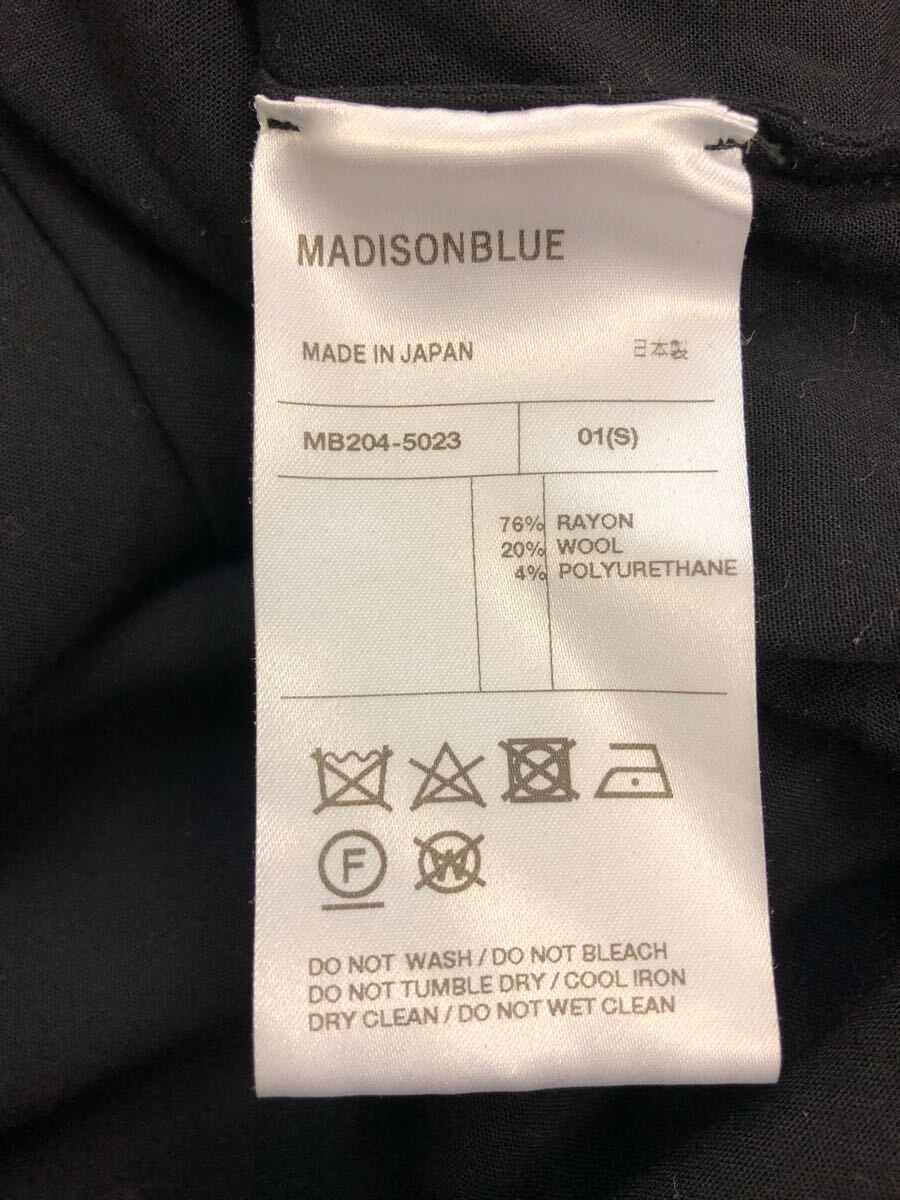 MADISONBLUE
MADE IN JAPAN 日本製
MB204-5023 01(S)
76% RAYON
20% WOOL
4% POLYURETHANE
F W
DO NOT WASH / DO NOT BLEACH
DO NOT TUMBLE DRY / COOL IRON
DRY CLEAN / DO NOT WET CLEAN